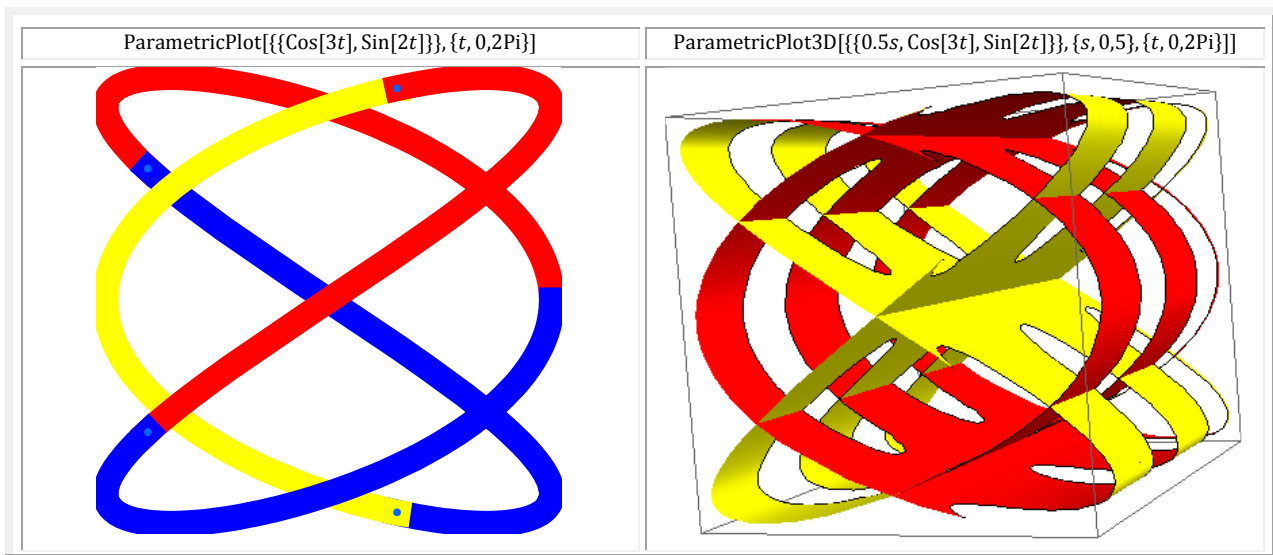 ParametricPlot[{{Cos[3t], Sin[2t]}}, {t, 0,2Pi}]
ParametricPlot3D[{{0.5s, Cos[3t], Sin[2t]}}, {s, 0,5}, {t, 0,2Pi}]]